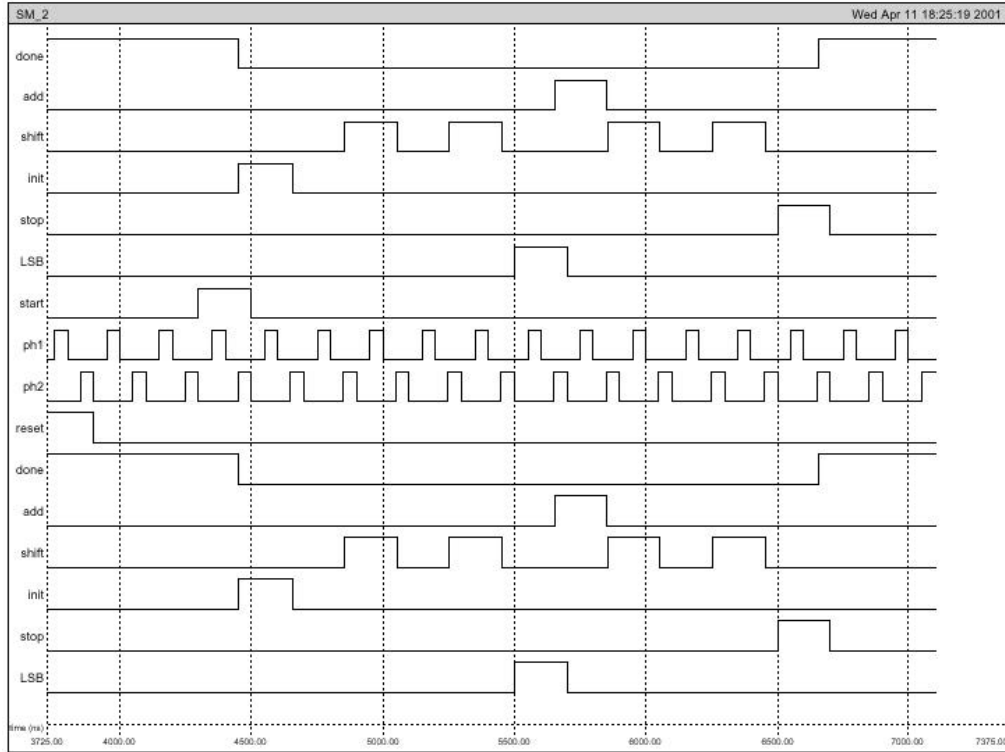 SM_2 Wed Apr 11 18:25:19 2001
done
add
shift
init
stop
LSB
start
ph1
ph2
reset
done
add
shift
init
stop
LSB
time (ns)
3725.00 4000.00 4500.00 5000.00 5500.00 6000.00 6500.00 7000.00 7375.00